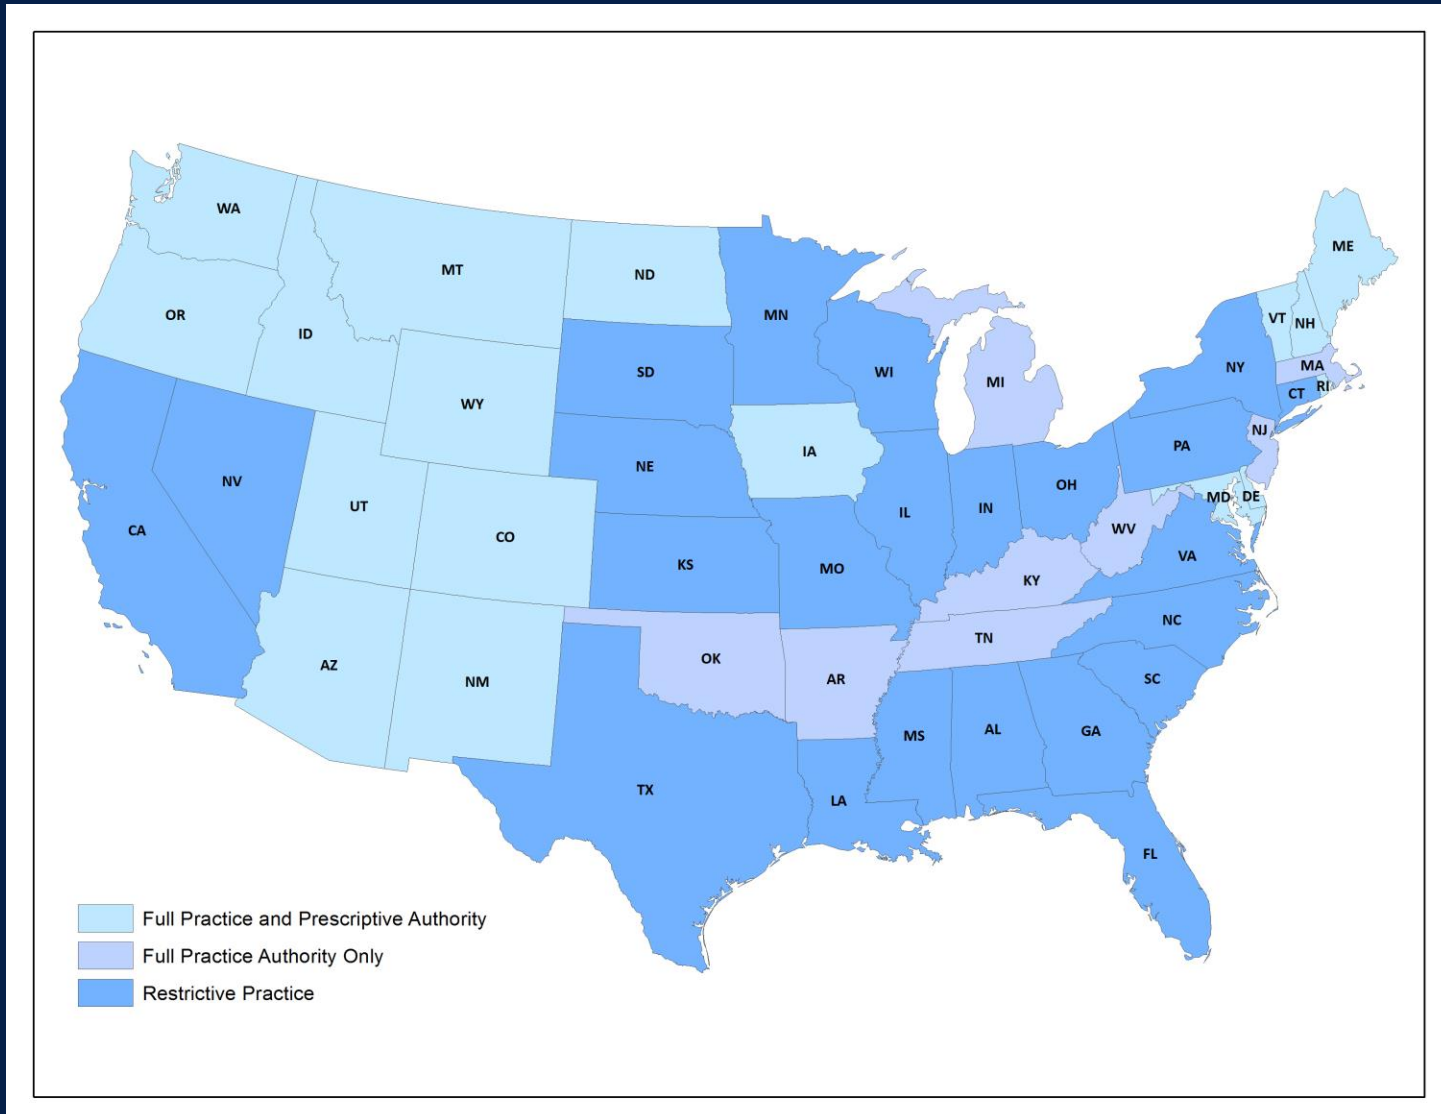 WA
MT
ND
ME
OR
ID
MN
VT
NH
SD
WI
NY
MA
WY
MI
CT
RI
NJ
IA
PA
NE
NV
OH
UT
IL
IN
MD
DE
CA
CO
WV
KS
MO
VA
KY
NC
TN
AZ
OK
NM
AR
SC
MS
AL
GA
TX
LA
FL
Full Practice and Prescriptive Authority
Full Practice Authority Only
Restrictive Practice